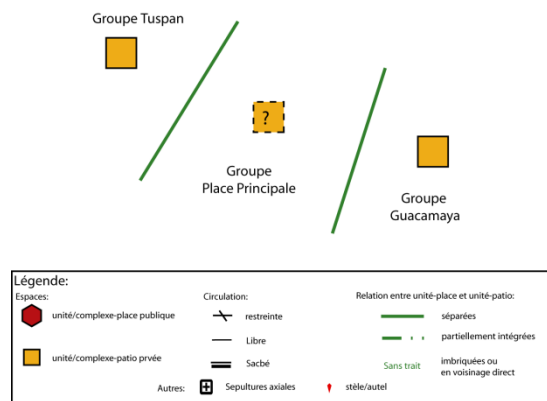 Groupe Tuspan
?
Groupe
Place Principale
Groupe
Guacamaya
Légende:
Espaces:
unité/complexe-place publique
unité/complexe-patio prvée
Circulation:
restreinte
Libre
Sacbé
Relation entre unité-place et unité-patio:
séparées
partiellement intégrées
Sans trait
imbriquées ou
en voisinage direct
Autres:
Sepultures axiales
stèle/autel